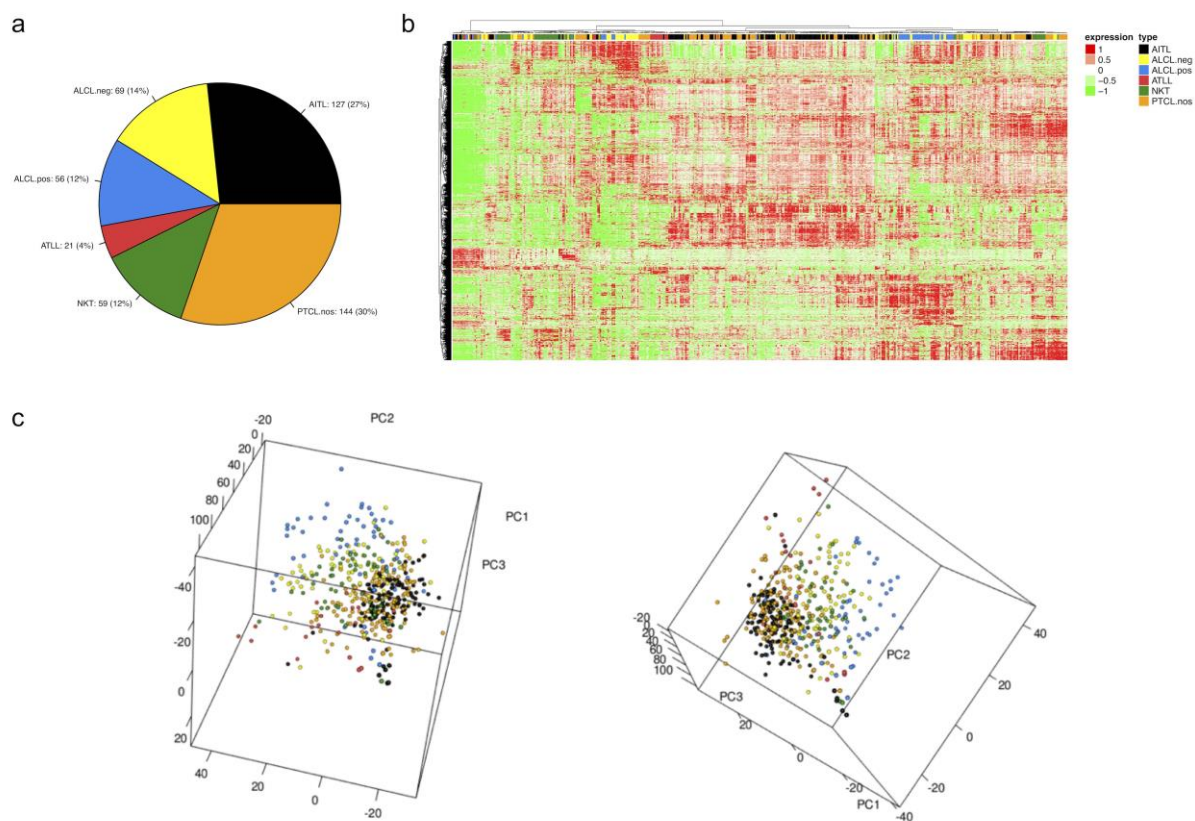 a
ALCL.neg: 69 (14%)
AITL: 127 (27%)
ALCL.pos: 56 (12%)
ATLL: 21 (4%)
NKT: 59 (12%)
PTCL.nos: 144 (30%)
b
expression type
1 AITL
0.5 ALCL.neg
0 ALCL.pos
−0.5 ATLL
−1 NKT
PTCL.nos
c
-20
0
20
40
60
80
100
PC2
PC1
PC3
-40
-20
0
20
40
20
0
-20
-20
0
20
40
60
80
100
PC3
20
0
-20
PC1
-40
-20
0
20
40
PC2